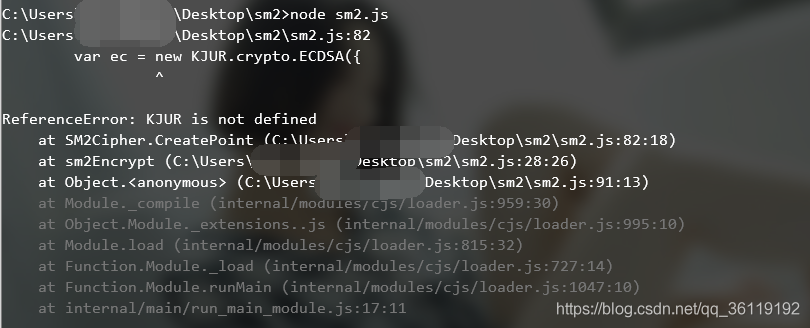 C:\Users\ \Desktop\sm2>node sm2.js
C:\Users\ \Desktop\sm2\sm2.js:82
var ec = new KJUR.crypto.ECDSA({
^
ReferenceError: KJUR is not defined
at SM2Cipher.CreatePoint (C:\Users\ Desktop\sm2\sm2.js:82:18)
at sm2Encrypt (C:\Users\ Desktop\sm2\sm2.js:28:26)
at Object.<anonymous> (C:\Users Desktop\sm2\sm2.js:91:13)
at Module._compile (internal/modules/cjs/loader.js:959:30)
at Object.Module._extensions..js (internal/modules/cjs/loader.js:995:10)
at Module.load (internal/modules/cjs/loader.js:815:32)
at Function.Module._load (internal/modules/cjs/loader.js:727:14)
at Function.Module.runMain (internal/modules/cjs/loader.js:1047:10)
at internal/main/run_main_module.js:17:11
https://blog.csdn.net/qq_36119192